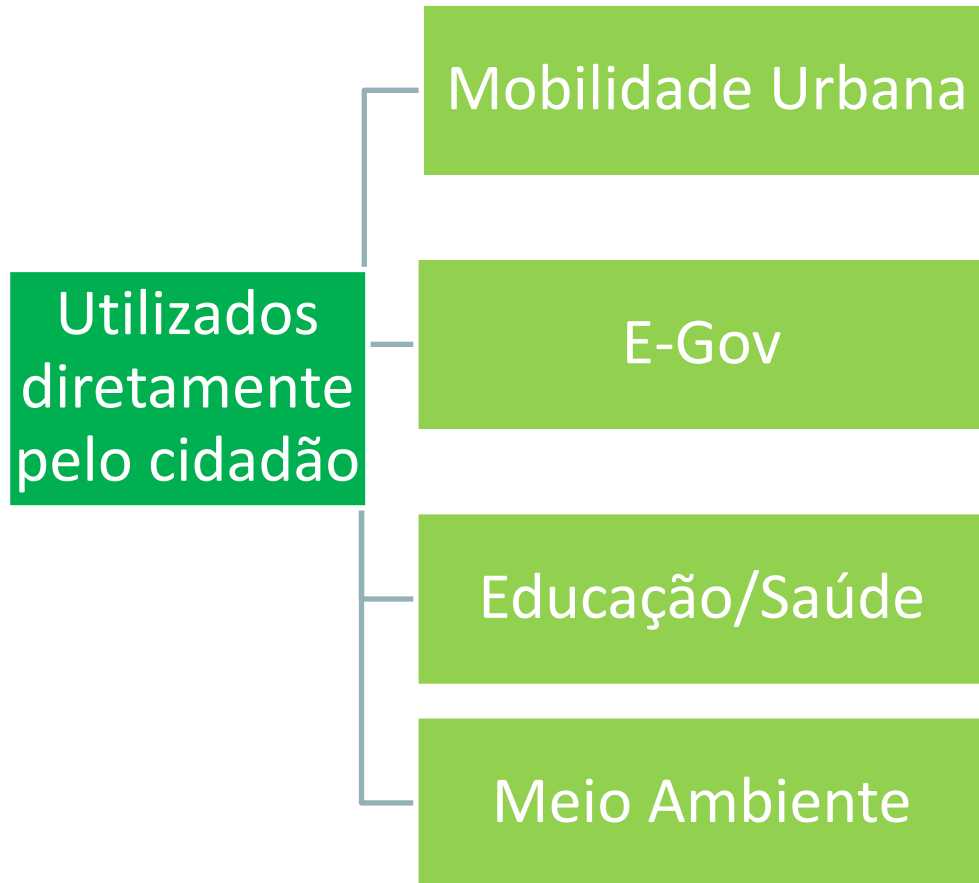 Mobilidade Urbana
Utilizados
diretamente
pelo cidadão
E-Gov
Educação/Saúde
Meio Ambiente